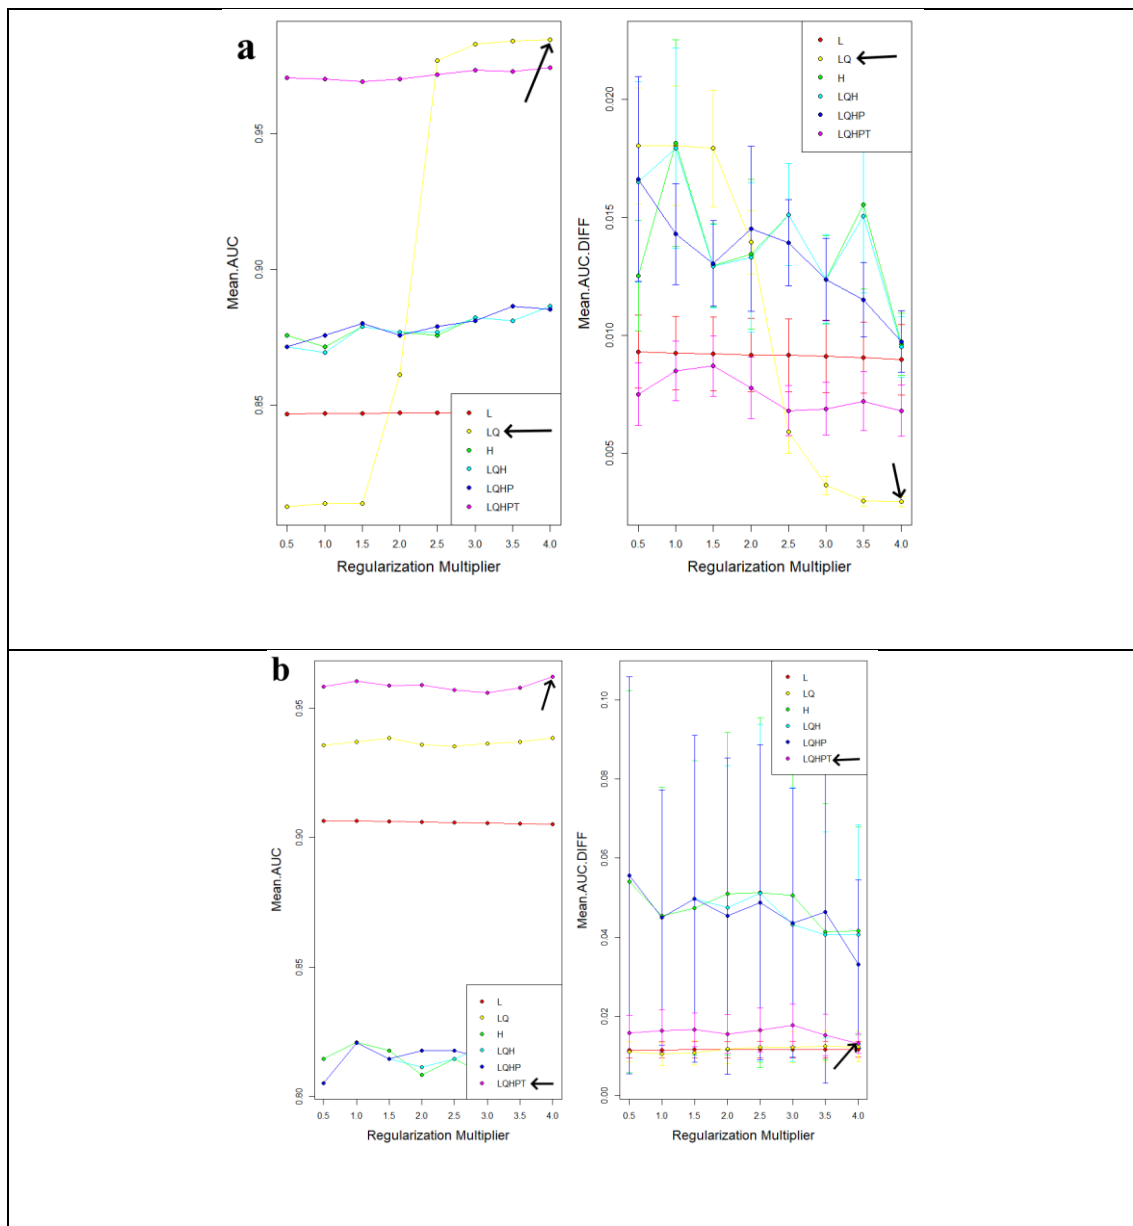 a
Mean.AUC
0.95
0.90
0.85
L
LQ
H
LQH
LQHP
LQHPT
0.5 1.0 1.5 2.0 2.5 3.0 3.5 4.0
Regularization Multiplier
Mean.AUC.DIFF
0.020
0.015
0.010
0.005
L
LQ
H
LQH
LQHP
LQHPT
0.5 1.0 1.5 2.0 2.5 3.0 3.5 4.0
Regularization Multiplier
b
Mean.AUC
0.95
0.90
0.85
0.80
L
LQ
H
LQH
LQHP
LQHPT
0.5 1.0 1.5 2.0 2.5 3.0 3.5 4.0
Regularization Multiplier
Mean.AUC.DIFF
0.10
0.08
0.06
0.04
0.02
0.00
L
LQ
H
LQH
LQHP
LQHPT
0.5 1.0 1.5 2.0 2.5 3.0 3.5 4.0
Regularization Multiplier